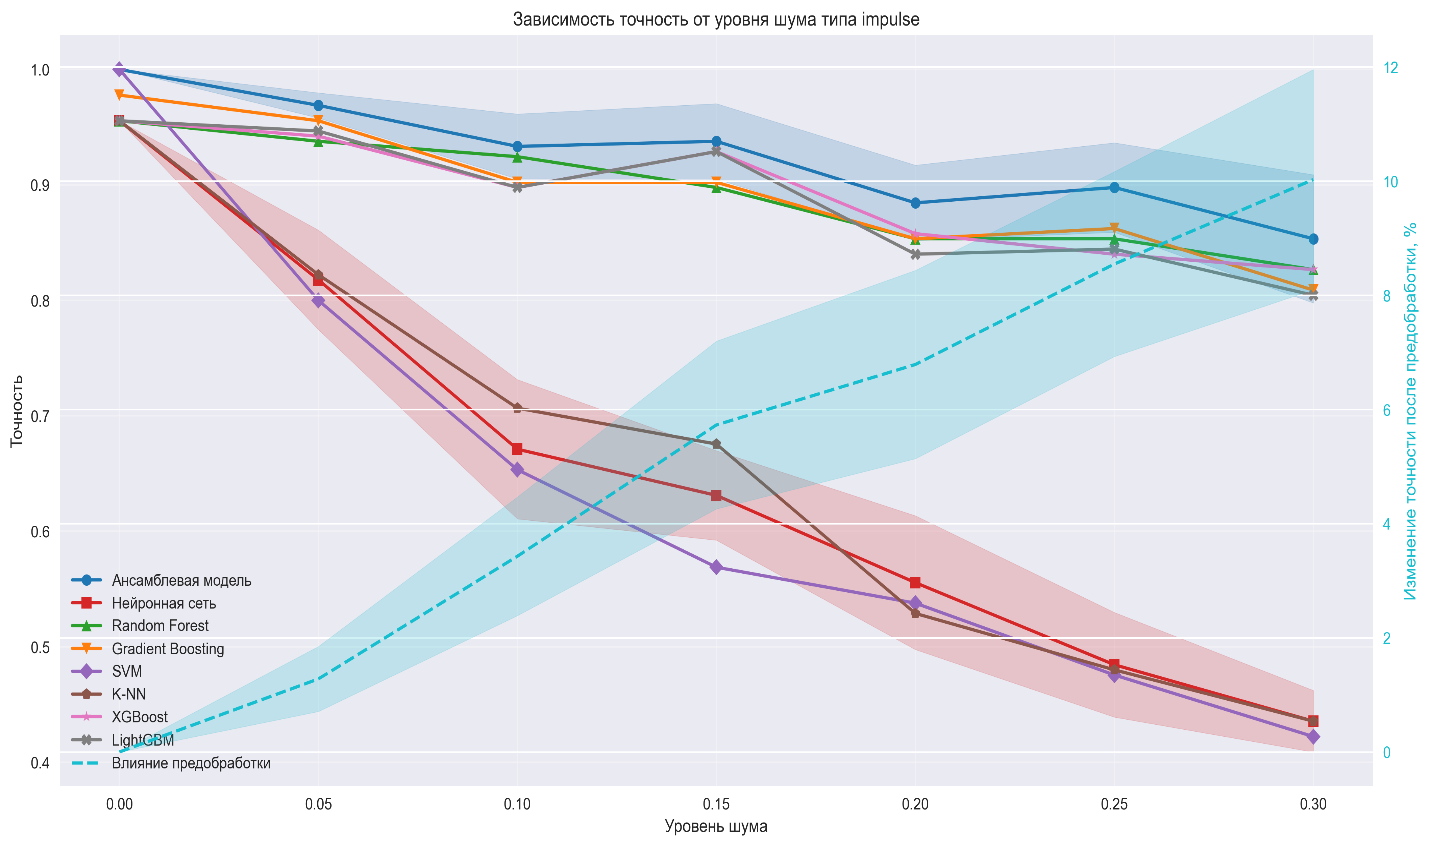 Зависимость точность от уровня шума типа impulse
1.0
0.9
0.8
0.7
0.6
0.5
0.4
Точность
12
10
8
6
4
2
0
Изменение точности после предобработки, %
Ансамблевая модель
Нейронная сеть
Random Forest
Gradient Boosting
SVM
K-NN
XGBoost
LightGBM
Влияние предобработки
0.00 0.05 0.10 0.15 0.20 0.25 0.30
Уровень шума